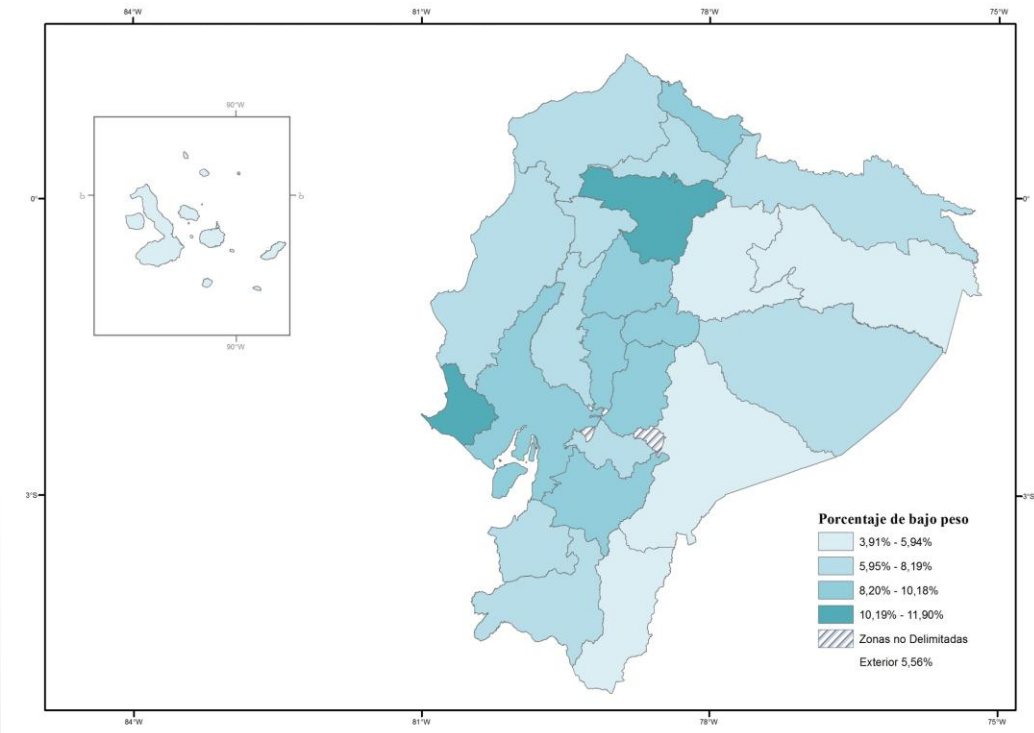 84°W 81°W 78°W 75°W
90°W
0° 0° 0° 0°
90°W
3°S 3°S
Porcentaje de bajo peso
3,91% - 5,94%
5,95% - 8,19%
8,20% - 10,18%
10,19% - 11,90%
Zonas no Delimitadas
Exterior 5,56%
84°W 81°W 78°W 75°W